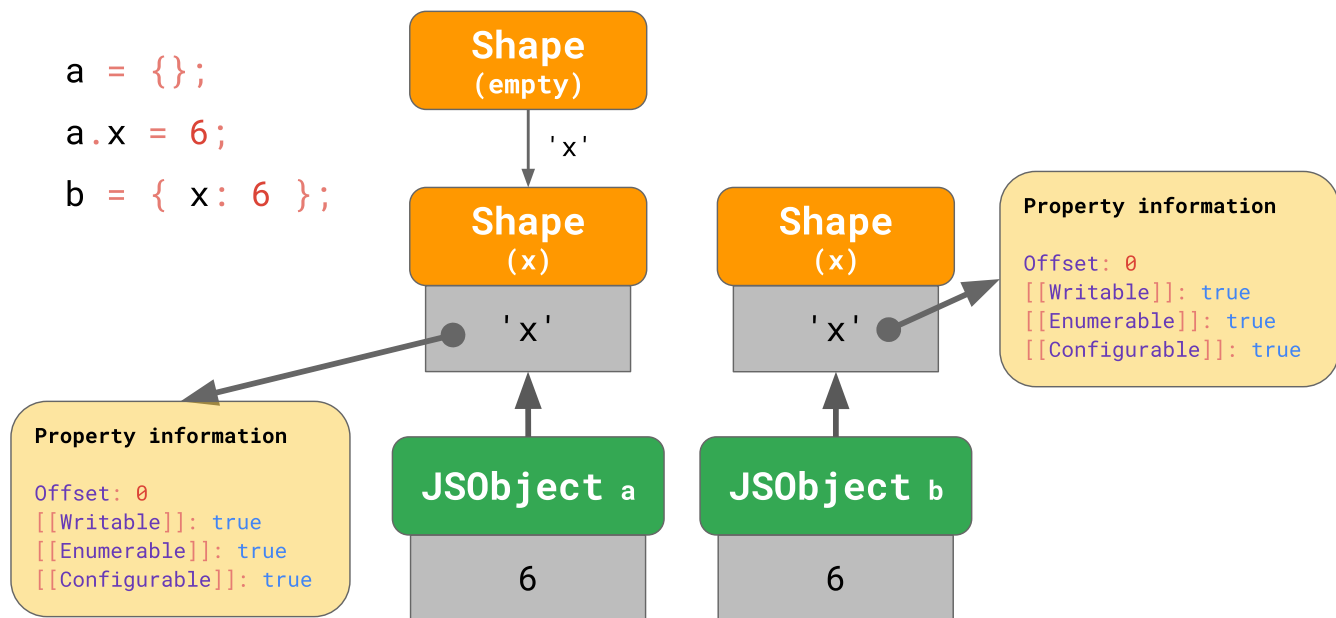 a = {};
a.x = 6;
b = { x: 6 };
Shape
(empty)
'x'
Shape
(x)
'x'
Shape
(x)
'x'
Property information
Offset: 0
[[Writable]]: true
[[Enumerable]]: true
[[Configurable]]: true
Property information
Offset: 0
[[Writable]]: true
[[Enumerable]]: true
[[Configurable]]: true
JSObject a
6
JSObject b
6